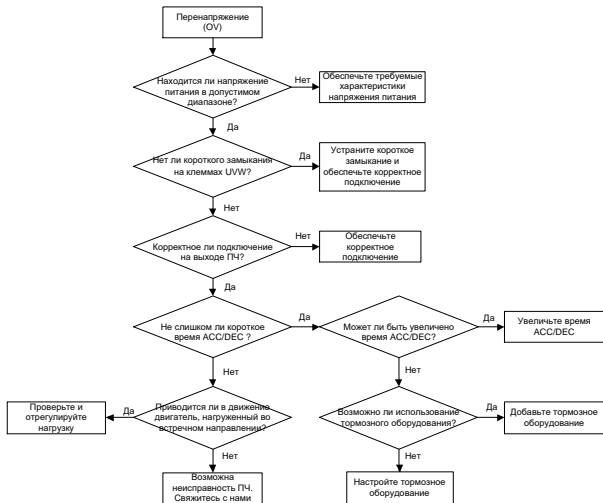 Перенапряжение
(OV)
Находится ли напряжение
питания в допустимом
диапазоне?
Нет
Обеспечьте требуемые
характеристики
напряжения питания
Да
Нет ли короткого замыкания
на клеммах UVW?
Да
Устраните короткое
замыкание и
обеспечьте корректное
подключение
Нет
Корректное ли подключение
на выходе ПЧ?
Нет
Обеспечьте
корректное
подключение
Да
Не слишком ли короткое
время ACC/DEC ?
Да
Может ли быть увеличено
время ACC/DEC?
Да
Увеличьте время
ACC/DEC
Нет
Нет
Проверьте и
отрегулируйте
нагрузку
Да
Приводится ли в движение
двигатель, нагруженный во
встречном направлении?
Возможно ли использование
тормозного оборудования?
Да
Добавьте тормозное
оборудование
Нет
Нет
Возможна
неисправность ПЧ.
Свяжитесь с нами
Настройте тормозное
оборудование